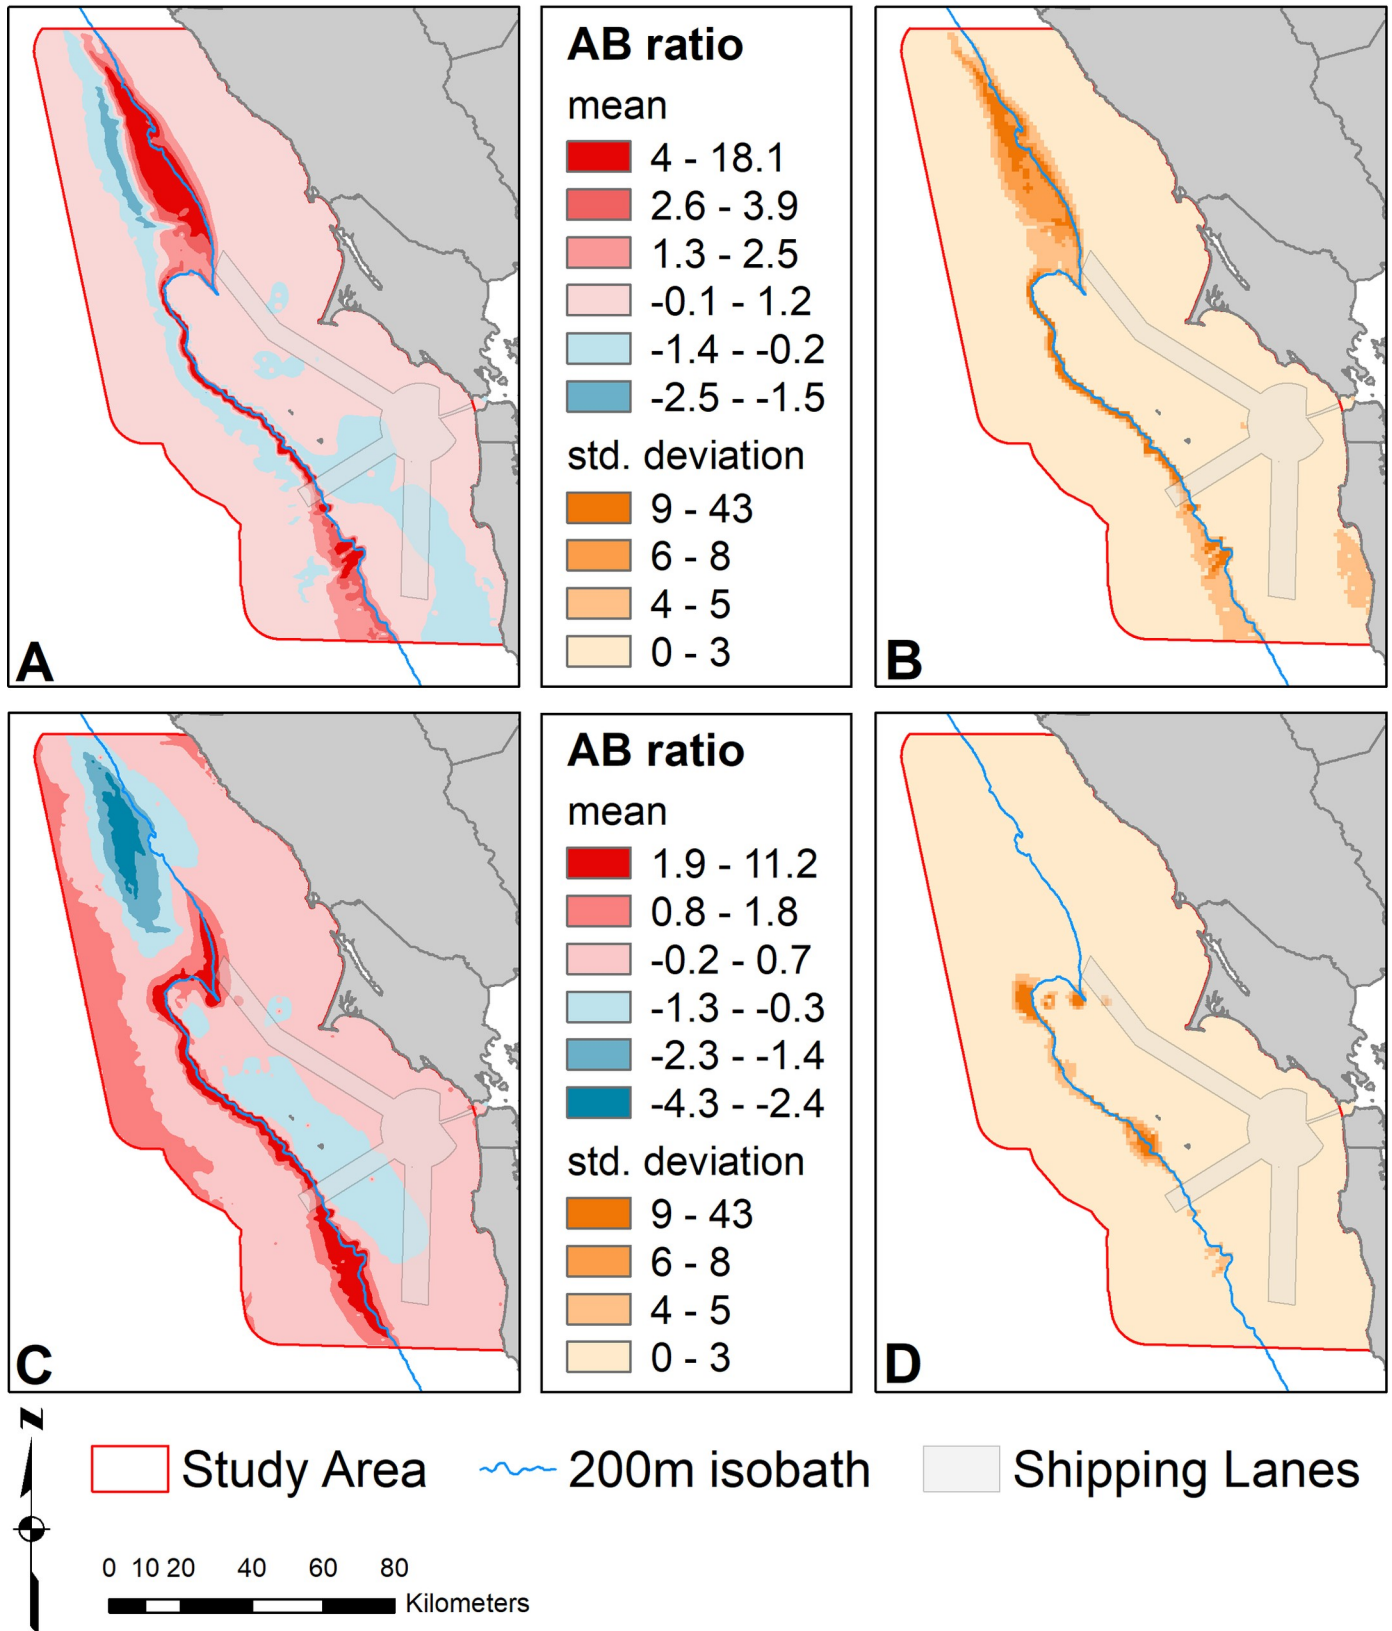 AB ratio
mean
4 - 18.1
2.6 - 3.9
1.3 - 2.5
-0.1 - 1.2
-1.4 - -0.2
-2.5 - -1.5
std. deviation
9 - 43
6 - 8
4 - 5
0 - 3
A
B
AB ratio
mean
1.9 - 11.2
0.8 - 1.8
-0.2 - 0.7
-1.3 - -0.3
-2.3 - -1.4
-4.3 - -2.4
std. deviation
9 - 43
6 - 8
4 - 5
0 - 3
C
D
N
Study Area
200m isobath
Shipping Lanes
0 10 20 40 60 80
Kilometers